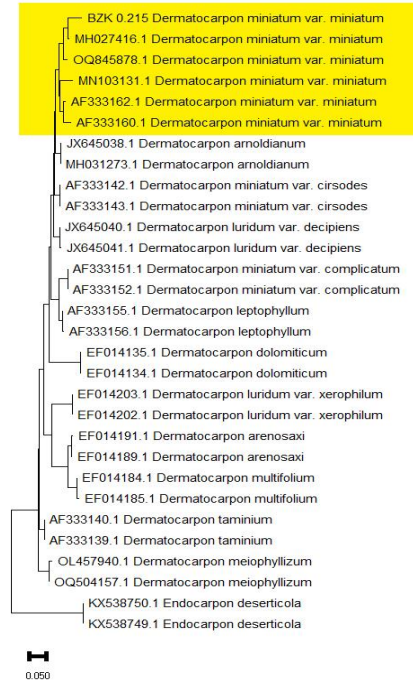 BZK 0.215 Dermatocarpon miniatum var. miniatum
MH027416.1 Dermatocarpon miniatum var. miniatum
OQ845878.1 Dermatocarpon miniatum var. miniatum
MN103131.1 Dermatocarpon miniatum var. miniatum
AF333162.1 Dermatocarpon miniatum var. miniatum
AF333160.1 Dermatocarpon miniatum var. miniatum
JX645038.1 Dermatocarpon arnoldianum
MH031273.1 Dermatocarpon arnoldianum
AF333142.1 Dermatocarpon miniatum var. cirsodes
AF333143.1 Dermatocarpon miniatum var. cirsodes
JX645040.1 Dermatocarpon luridum var. decipiens
JX645041.1 Dermatocarpon luridum var. decipiens
AF333151.1 Dermatocarpon miniatum var. complicatum
AF333152.1 Dermatocarpon miniatum var. complicatum
AF333155.1 Dermatocarpon leptophyllum
AF333156.1 Dermatocarpon leptophyllum
EF014135.1 Dermatocarpon dolomiticum
EF014134.1 Dermatocarpon dolomiticum
EF014203.1 Dermatocarpon luridum var. xerophilum
EF014202.1 Dermatocarpon luridum var. xerophilum
EF014191.1 Dermatocarpon arenosaxi
EF014189.1 Dermatocarpon arenosaxi
EF014184.1 Dermatocarpon multifolium
EF014185.1 Dermatocarpon multifolium
AF333140.1 Dermatocarpon taminium
AF333139.1 Dermatocarpon taminium
OL457940.1 Dermatocarpon meiophyllizum
OQ504157.1 Dermatocarpon meiophyllizum
KX538750.1 Endocarpon deserticola
KX538749.1 Endocarpon deserticola
0.050